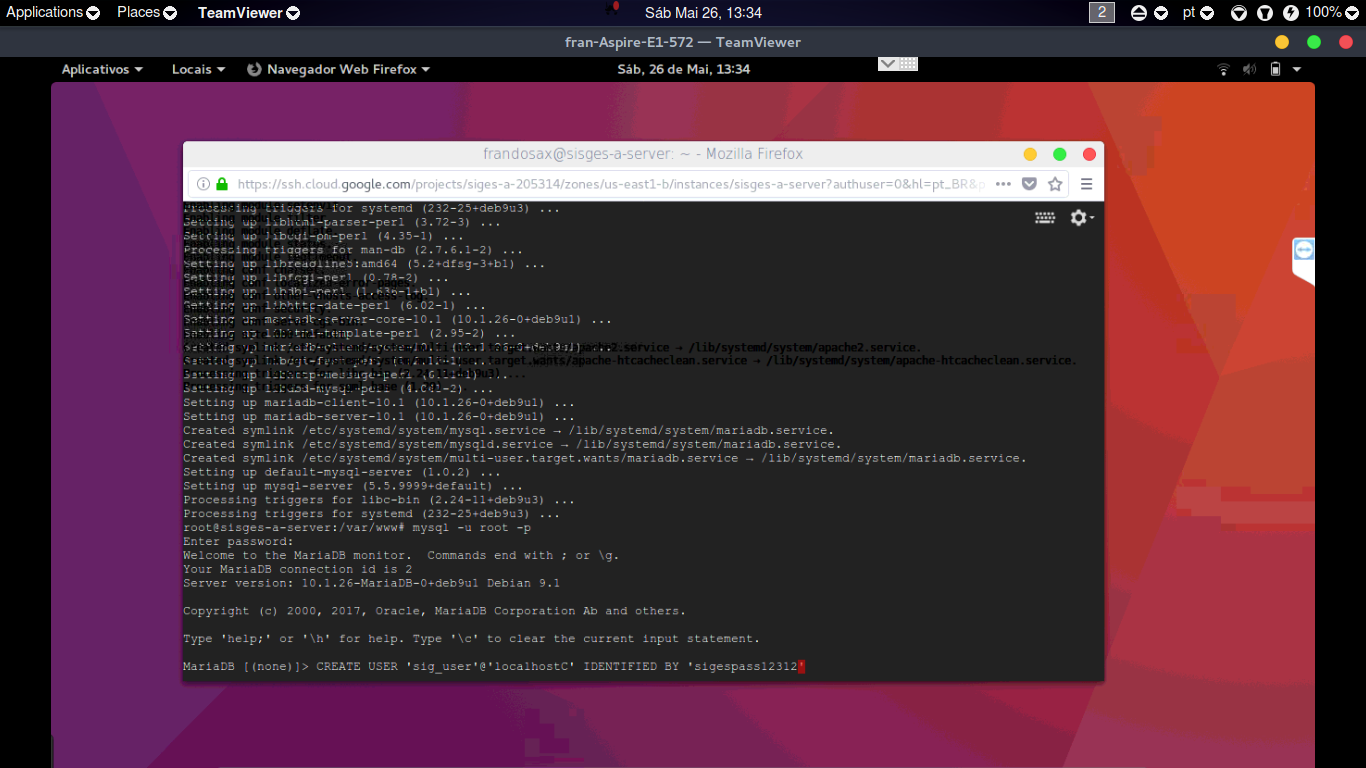 Applications Places TeamViewer Sáb Mai 26, 13:34 2 pt 100%
fran-Aspire-E1-572 — TeamViewer
Aplicativos Locais Navegador Web Firefox Sáb, 26 de Mai, 13:34
frandosax@sisges-a-server: ~ - Mozilla Firefox
https://ssh.cloud.google.com/projects/siges-a-205314/zones/us-east1-b/instances/sisges-a-server?authuser=0&hl=pt_BR&p
Processing triggers for systemd (232-25+deb9u3) ...
Setting up libhtml-parser-perl (3.72-3) ...
Setting up libcgi-pm-perl (4.35-1) ...
Processing triggers for man-db (2.7.6.1-2) ...
Setting up libreadline5:amd64 (5.2+dfsg-3+b1) ...
Setting up libfcgi-perl (0.78-2) ...
Setting up libdbi-perl (1.636-1+b1) ...
Setting up libhttp-date-perl (6.02-1) ...
Setting up mariadb-server-core-10.1 (10.1.26-0+deb9u1) ...
Setting up libhtml-template-perl (2.95-2) ...
apache2.service → /lib/systemd/system/apache2.service.
user.target.wants/apache-htcacheclean.service → /lib/systemd/system/apache-htcacheclean.service.
Setting up mariadb-client-10.1 (10.1.26-0+deb9u1) ...
Setting up mariadb-server-10.1 (10.1.26-0+deb9u1) ...
Created symlink /etc/systemd/system/mysql.service → /lib/systemd/system/mariadb.service.
Created symlink /etc/systemd/system/mysqld.service → /lib/systemd/system/mariadb.service.
Created symlink /etc/systemd/system/multi-user.target.wants/mariadb.service → /lib/systemd/system/mariadb.service.
Setting up default-mysql-server (1.0.2) ...
Setting up mysql-server (5.5.9999+default) ...
Processing triggers for libc-bin (2.24-11+deb9u3) ...
Processing triggers for systemd (232-25+deb9u3) ...
root@sisges-a-server:/var/www# mysql -u root -p
Enter password:
Welcome to the MariaDB monitor. Commands end with ; or \g.
Your MariaDB connection id is 2
Server version: 10.1.26-MariaDB-0+deb9u1 Debian 9.1
Copyright (c) 2000, 2017, Oracle, MariaDB Corporation Ab and others.
Type 'help;' or '\h' for help. Type '\c' to clear the current input statement.
MariaDB [(none)]> CREATE USER 'sig_user'@'localhostC' IDENTIFIED BY 'sigespass12312'